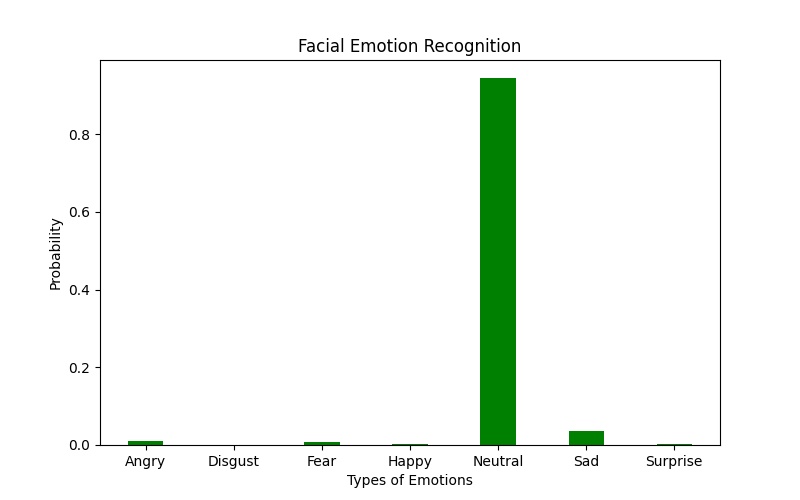 Facial Emotion Recognition
Probability
0.8
0.6
0.4
0.2
0.0
Angry Disgust Fear Happy Neutral Sad Surprise
Types of Emotions